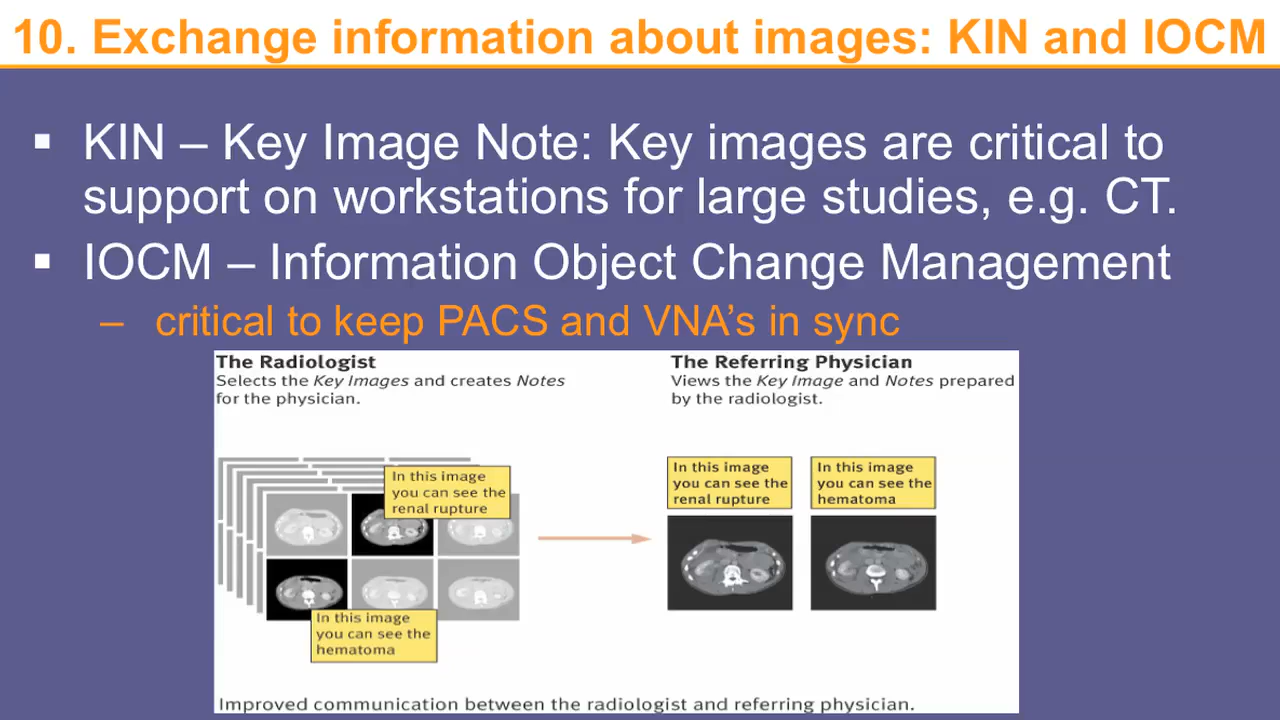 10. Exchange information about images: KIN and IOCM
▪ KIN – Key Image Note: Key images are critical to
support on workstations for large studies, e.g. CT.
▪ IOCM – Information Object Change Management
– critical to keep PACS and VNA’s in sync
The Radiologist
Selects the Key Images and creates Notes
for the physician.
The Referring Physician
Views the Key Image and Notes prepared
by the radiologist.
In this image
you can see the
renal rupture
In this image
you can see the
hematoma
In this image
you can see the
renal rupture
In this image
you can see the
hematoma
Improved communication between the radiologist and referring physician.